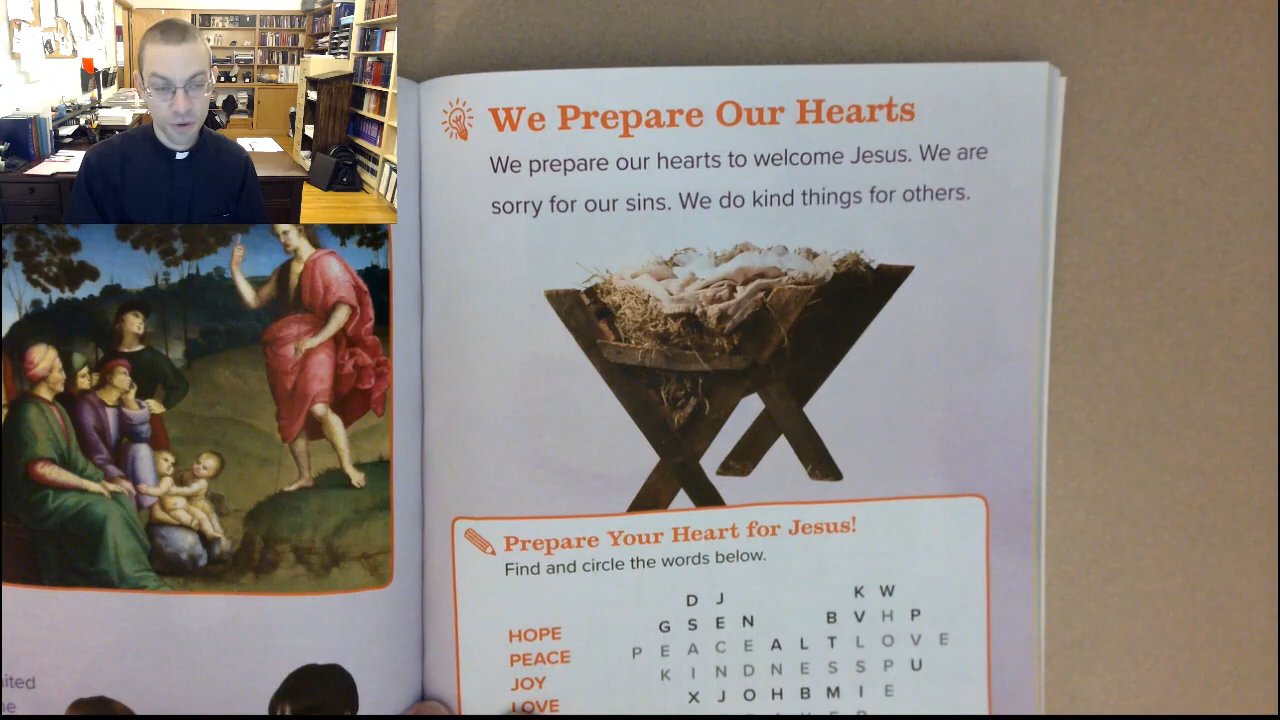 We Prepare Our Hearts
We prepare our hearts to welcome Jesus. We are
sorry for our sins. We do kind things for others.
Prepare Your Heart for Jesus!
Find and circle the words below.
HOPE
PEACE
JOY
LOVE
D J K W
G S E N B V H P
P E A C E A L T L O V E
K I N D N E S S P U
X J O H B M I E